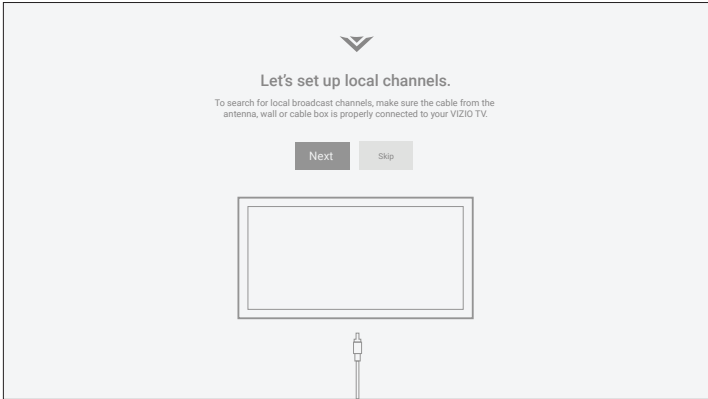 Let's set up local channels.
To search for local broadcast channels, make sure the cable from the
antenna, wall or cable box is properly connected to your VIZIO TV.
Next
Skip